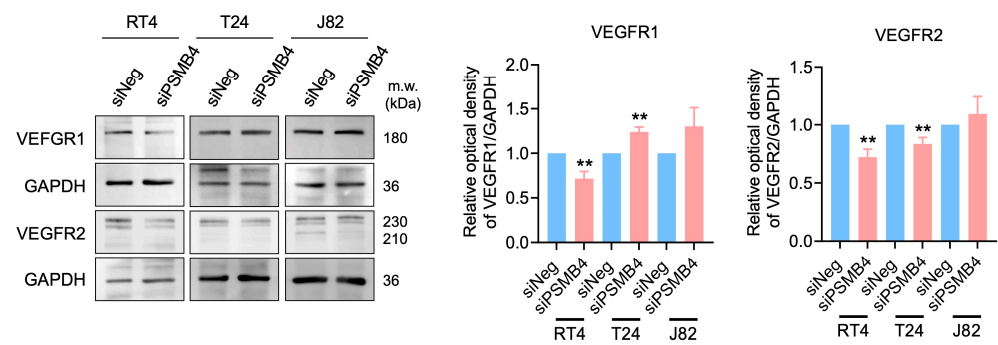 RT4 T24 J82
siNeg siPSMB4 siNeg siPSMB4 siNeg siPSMB4
m.w.
(kDa)
VEFGR1 180
GAPDH 36
VEGFR2 230
210
GAPDH 36
VEGFR1
Relative optical density
of VEGFR1/GAPDH
2.0
1.5
1.0
0.5
0.0
** **
siNeg siPSMB4 siNeg siPSMB4 siNeg siPSMB4
RT4 T24 J82
VEGFR2
Relative optical density
of VEGFR2/GAPDH
1.5
1.0
0.5
0.0
** **
siNeg siPSMB4 siNeg siPSMB4 siNeg siPSMB4
RT4 T24 J82